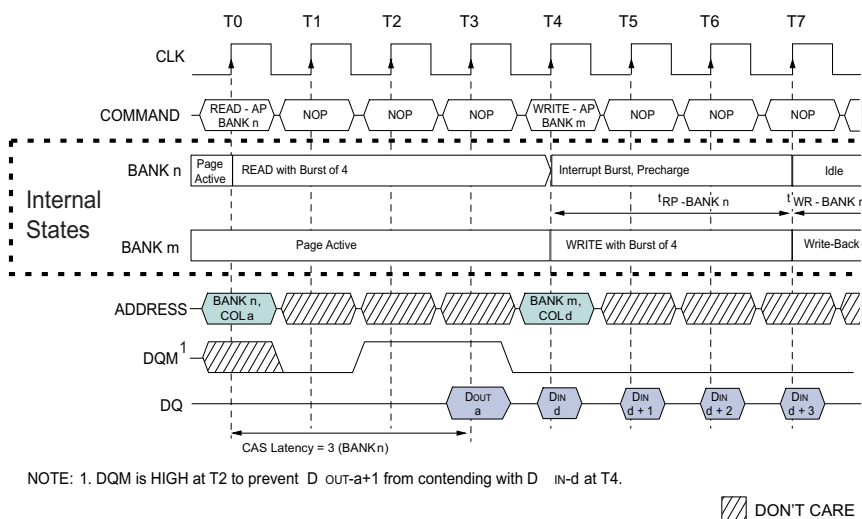 T0 T1 T2 T3 T4 T5 T6 T7
CLK
COMMAND
READ - AP
BANK n
NOP
NOP
NOP
WRITE - AP
BANK m
NOP
NOP
NOP
Internal
States
BANK n
Page
Active
READ with Burst of 4
Interrupt Burst, Precharge
Idle
tRP -BANK n
tWR - BANK
BANK m
Page Active
WRITE with Burst of 4
Write-Back
ADDRESS
BANK n,
COL a
BANK m,
COL d
DQM1
DQ
DOUT
a
DIN
d
DIN
d + 1
DIN
d + 2
DIN
d + 3
CAS Latency = 3 (BANK n)
NOTE: 1. DQM is HIGH at T2 to prevent D OUT-a+1 from contending with D IN-d at T4.
DON'T CARE